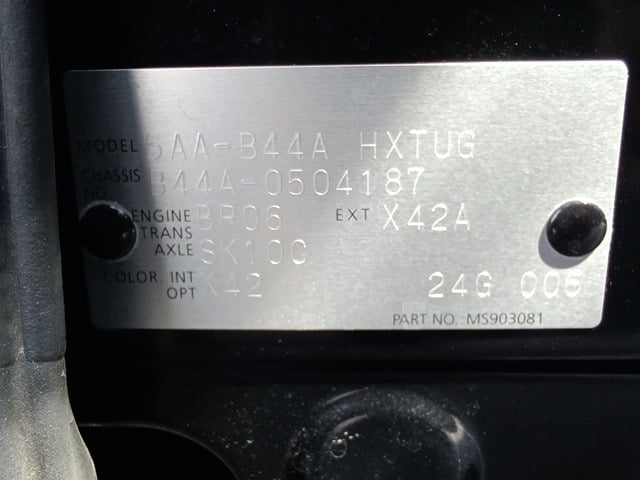 MODEL 5AA-B44A HXTUG
CHASSIS NO. B44A-0504187
ENGINE BR06 EXT X42A
TRANS AXLE SK10C
COLOR. INT X42
OPT 24G 006
PART NO.: MS903081